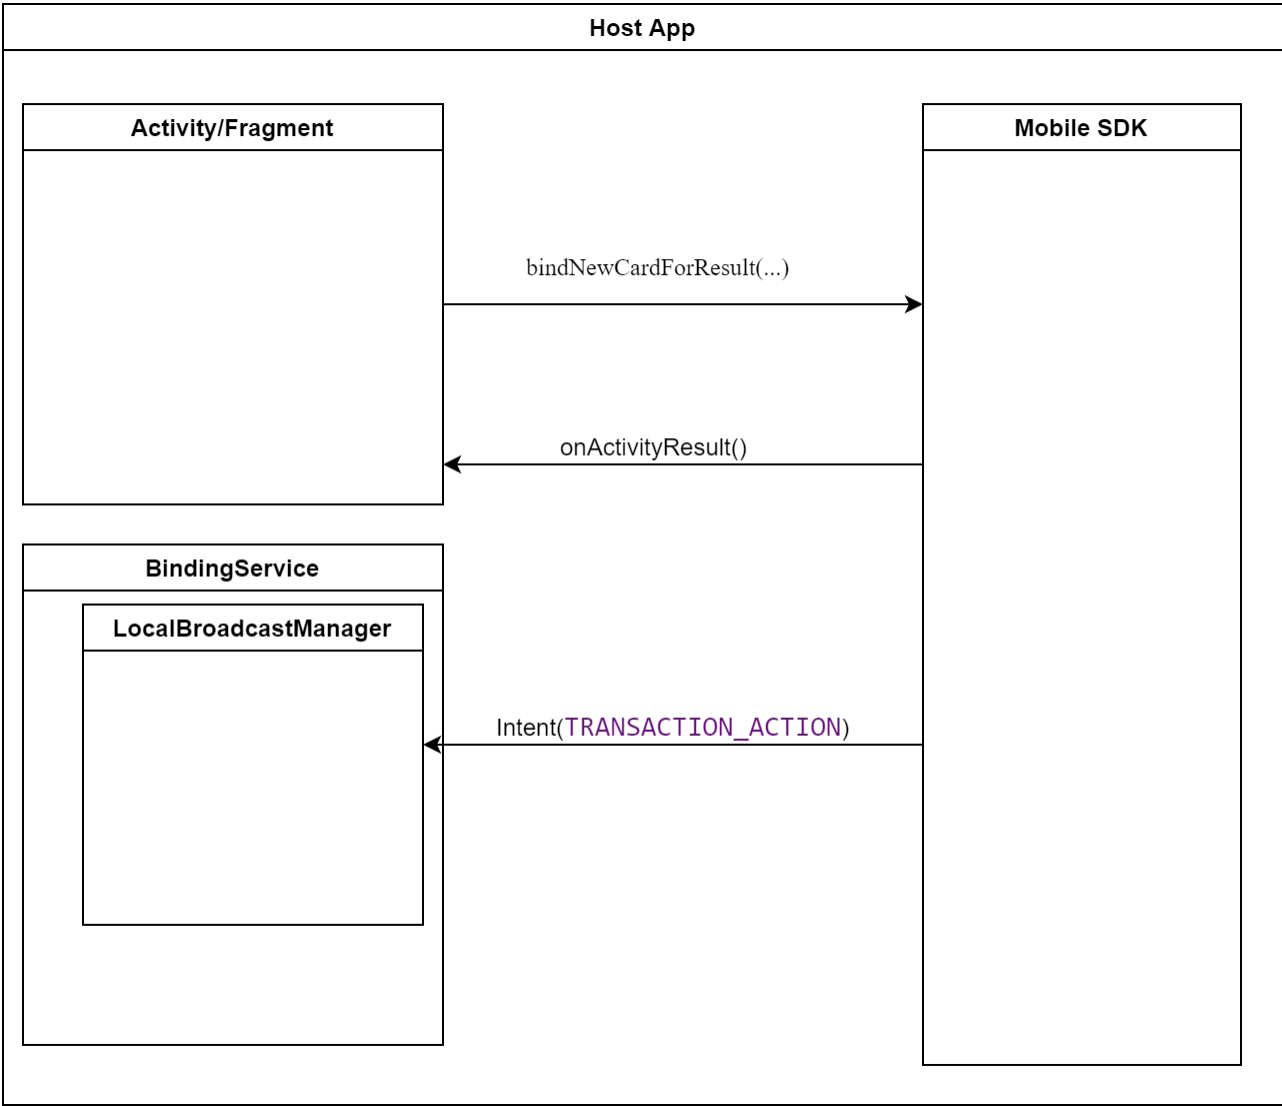 Host App
Activity/Fragment
Mobile SDK
bindNewCardForResult(...)
onActivityResult()
BindingService
LocalBroadcastManager
Intent(TRANSACTION_ACTION)